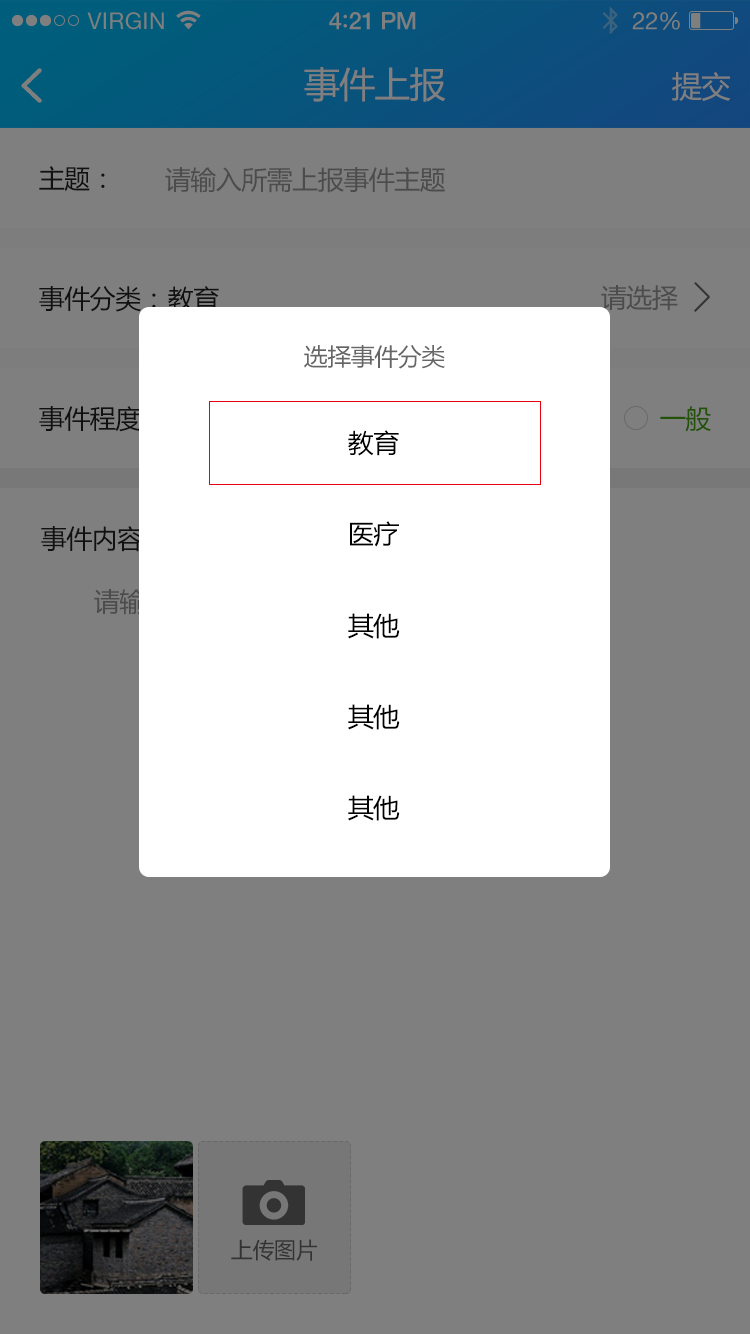 VIRGIN 4:21 PM 22%
事件上报 提交
主题： 请输入所需上报事件主题
事件分类：教育 请选择
选择事件分类
事件程度 一般
教育
医疗
事件内容
请输
其他
其他
其他
上传图片